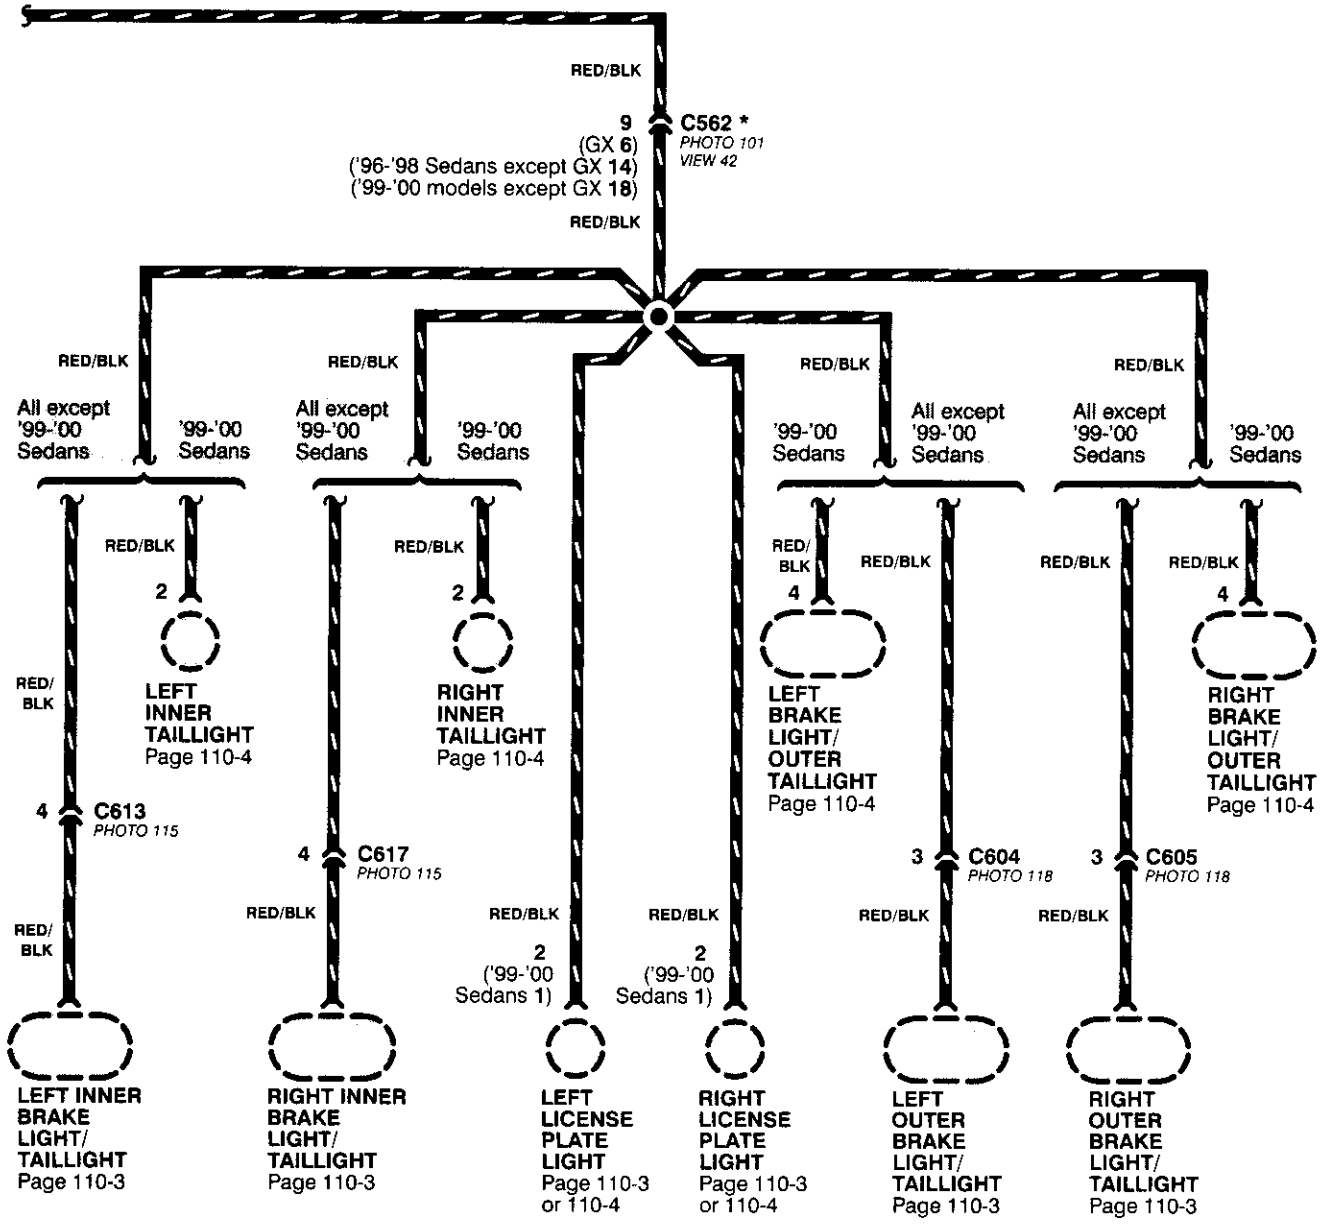 RED/BLK
9
(GX 6)
('96-'98 Sedans except GX 14)
('99-'00 models except GX 18)
C562 *
PHOTO 101
VIEW 42
RED/BLK
RED/BLK
RED/BLK
RED/BLK
RED/BLK
All except
'99-'00
Sedans
'99-'00
Sedans
All except
'99-'00
Sedans
'99-'00
Sedans
'99-'00
Sedans
All except
'99-'00
Sedans
All except
'99-'00
Sedans
'99-'00
Sedans
RED/BLK
2
LEFT
INNER
TAILLIGHT
Page 110-4
RED/BLK
2
RIGHT
INNER
TAILLIGHT
Page 110-4
RED/
BLK
4
LEFT
BRAKE
LIGHT/
OUTER
TAILLIGHT
Page 110-4
RED/BLK
RED/BLK
RED/BLK
4
RIGHT
BRAKE
LIGHT/
OUTER
TAILLIGHT
Page 110-4
RED/
BLK
4
C613
PHOTO 115
RED/
BLK
4
C617
PHOTO 115
RED/BLK
3
C604
PHOTO 118
RED/BLK
3
C605
PHOTO 118
RED/BLK
RED/BLK
2
('99-'00
Sedans 1)
RED/BLK
2
('99-'00
Sedans 1)
LEFT INNER
BRAKE
LIGHT/
TAILLIGHT
Page 110-3
RIGHT INNER
BRAKE
LIGHT/
TAILLIGHT
Page 110-3
LEFT
LICENSE
PLATE
LIGHT
Page 110-3
or 110-4
RIGHT
LICENSE
PLATE
LIGHT
Page 110-3
or 110-4
LEFT
OUTER
BRAKE
LIGHT/
TAILLIGHT
Page 110-3
RIGHT
OUTER
BRAKE
LIGHT/
TAILLIGHT
Page 110-3